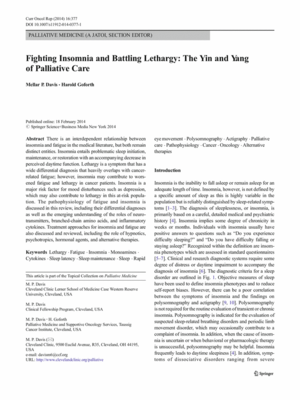 Curr Oncol Rep (2014) 16:377
DOI 10.1007/s11912-014-0377-1
PALLIATIVE MEDICINE (A JATOI, SECTION EDITOR)
Fighting Insomnia and Battling Lethargy: The Yin and Yang
of Palliative Care
Mellar P. Davis · Harold Goforth
Published online: 18 February 2014
© Springer Science+Business Media New York 2014
Abstract There is an interdependent relationship between
insomnia and fatigue in the medical literature, but both remain
distinct entities. Insomnia entails problematic sleep initiation,
maintenance, or restoration with an accompanying decrease in
perceived daytime function. Lethargy is a symptom that has a
wide differential diagnosis that heavily overlaps with cancer-
related fatigue; however, insomnia may contribute to wors-
ened fatigue and lethargy in cancer patients. Insomnia is a
major risk factor for mood disturbances such as depression,
which may also contribute to lethargy in this at-risk popula-
tion. The pathophysiology of fatigue and insomnia is
discussed in this review, including their differential diagnoses
as well as the emerging understanding of the roles of neuro-
transmitters, branched-chain amino acids, and inflammatory
cytokines. Treatment approaches for insomnia and fatigue are
also discussed and reviewed, including the role of hypnotics,
psychotropics, hormonal agents, and alternative therapies.
Keywords Lethargy · Fatigue · Insomnia · Monoamines ·
Cytokines · Sleep latency · Sleep maintenance · Sleep · Rapid
This article is part of the Topical Collection on Palliative Medicine
M. P. Davis
Cleveland Clinic Lerner School of Medicine Case Western Reserve
University, Cleveland, USA
M. P. Davis
Clinical Fellowship Program, Cleveland, USA
M. P. Davis · H. Goforth
Palliative Medicine and Supportive Oncology Services, Taussig
Cancer Institute, Cleveland, USA
M. P. Davis
Cleveland Clinic, 9500 Euclid Avenue, R35, Cleveland, OH 44195,
USA
URL: http://www.clevelandclinic.org/palliative
eye movement · Polysomnography · Actigraphy · Palliative
care · Pathophysiology · Cancer · Oncology · Alternative
therapies
Introduction
Insomnia is the inability to fall asleep or remain asleep for an
adequate length of time. Insomnia, however, is not defined by
a specific amount of sleep as this is highly variable in the
population but is reliably distinguished by sleep-related symp-
toms [1–3]. The diagnosis of sleeplessness, or insomnia, is
primarily based on a careful, detailed medical and psychiatric
history [4]. Insomnia implies some degree of chronicity in
weeks or months. Individuals with insomnia usually have
positive answers to questions such as "Do you experience
difficulty sleeping?" and "Do you have difficulty falling or
staying asleep?" Recognized within the definition are insom-
nia phenotypes which are assessed in standard questionnaires
[5–7]. Clinical and research diagnostic systems require some
degree of distress or daytime impairment to accompany the
diagnosis of insomnia [6]. The diagnostic criteria for a sleep
disorder are outlined in Fig. 1. Objective measures of sleep
have been used to define insomnia phenotypes and to reduce
self-report biases. However, there can be a poor correlation
between the symptoms of insomnia and the findings on
polysomnography and actigraphy [9, 10]. Polysomnography
is not required for the routine evaluation of transient or chronic
insomnia. Polysomnography is indicated for the evaluation of
suspected sleep-related breathing disorders and periodic limb
movement disorder, which may occasionally contribute to a
complaint of insomnia. In addition, when the cause of insom-
nia is uncertain or when behavioral or pharmacologic therapy
is unsuccessful, polysomnography may be helpful. Insomnia
frequently leads to daytime sleepiness [4]. In addition, symp-
toms of dissociative disorders ranging from severe